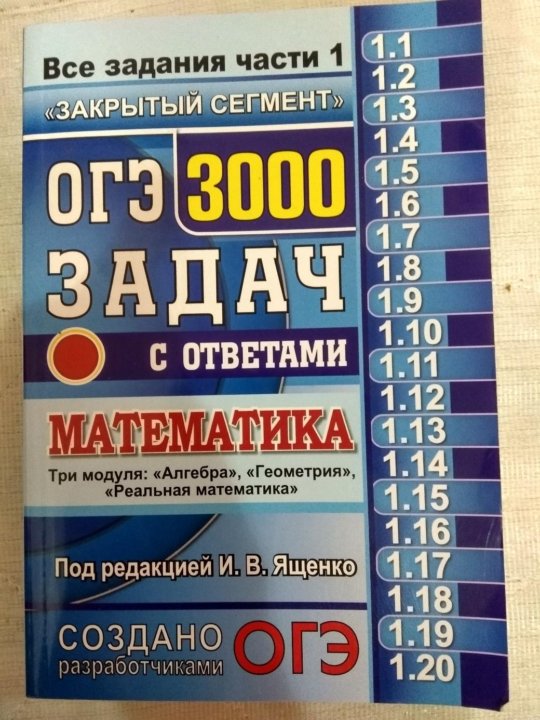 Все задания части 1
«ЗАКРЫТЫЙ СЕГМЕНТ»
ОГЭ 3000
ЗАДАЧ
С ОТВЕТАМИ
МАТЕМАТИКА
Три модуля: «Алгебра», «Геометрия»,
«Реальная математика»
Под редакцией И. В. Ященко
СОЗДАНО
разработчиками ОГЭ
1.1
1.2
1.3
1.4
1.5
1.6
1.7
1.8
1.9
1.10
1.11
1.12
1.13
1.14
1.15
1.16
1.17
1.18
1.19
1.20